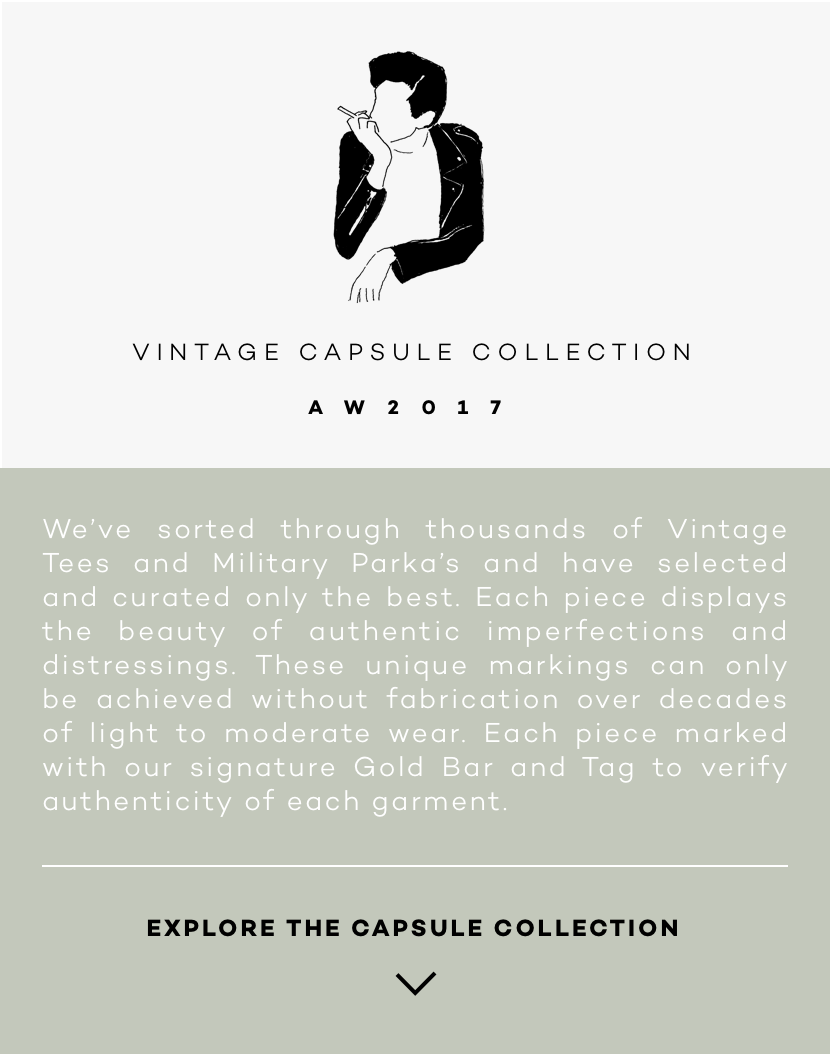 VINTAGE CAPSULE COLLECTION
AW2017
We’ve sorted through thousands of Vintage
Tees and Military Parka’s and have selected
and curated only the best. Each piece displays
the beauty of authentic imperfections and
distressings. These unique markings can only
be achieved without fabrication over decades
of light to moderate wear. Each piece marked
with our signature Gold Bar and Tag to verify
authenticity of each garment.
EXPLORE THE CAPSULE COLLECTION